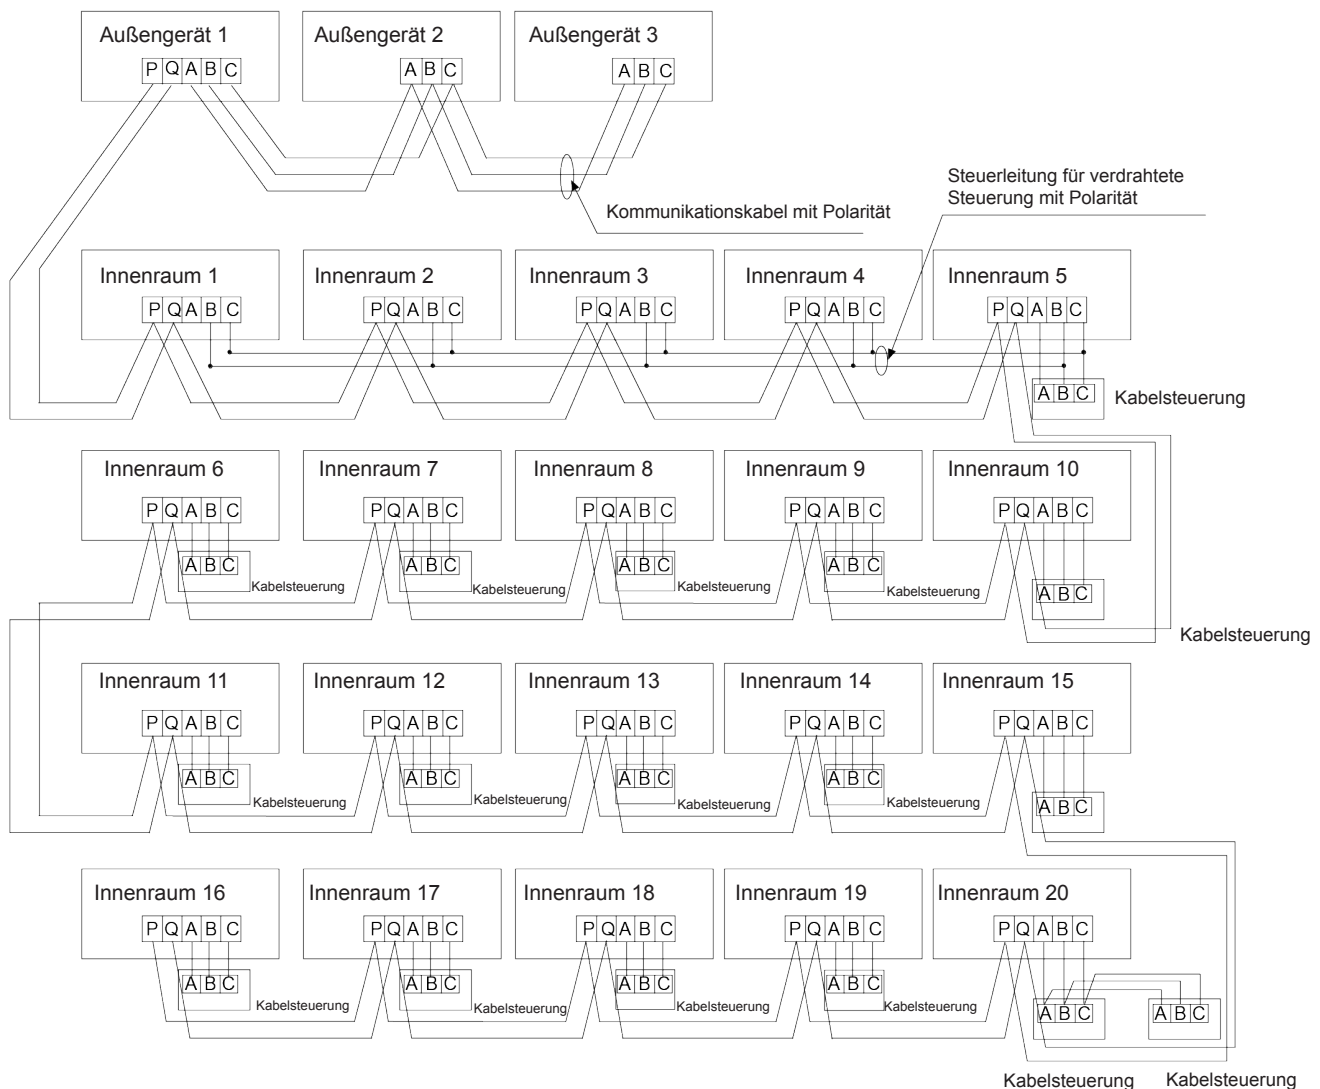 Außengerät 1 Außengerät 2 Außengerät 3
P Q A B C A B C A B C
Steuerleitung für verdrahtete
Steuerung mit Polarität
Kommunikationskabel mit Polarität
Innenraum 1 Innenraum 2 Innenraum 3 Innenraum 4 Innenraum 5
P Q A B C P Q A B C P Q A B C P Q A B C P Q A B C
A B C Kabelsteuerung
Innenraum 6 Innenraum 7 Innenraum 8 Innenraum 9 Innenraum 10
P Q A B C P Q A B C P Q A B C P Q A B C P Q A B C
A B C A B C A B C A B C
Kabelsteuerung Kabelsteuerung Kabelsteuerung Kabelsteuerung
A B C
Kabelsteuerung
Innenraum 11 Innenraum 12 Innenraum 13 Innenraum 14 Innenraum 15
P Q A B C P Q A B C P Q A B C P Q A B C P Q A B C
A B C A B C A B C A B C
Kabelsteuerung Kabelsteuerung Kabelsteuerung Kabelsteuerung
A B C
Innenraum 16 Innenraum 17 Innenraum 18 Innenraum 19 Innenraum 20
P Q A B C P Q A B C P Q A B C P Q A B C P Q A B C
A B C A B C A B C A B C
Kabelsteuerung Kabelsteuerung Kabelsteuerung Kabelsteuerung
A B C A B C
Kabelsteuerung Kabelsteuerung